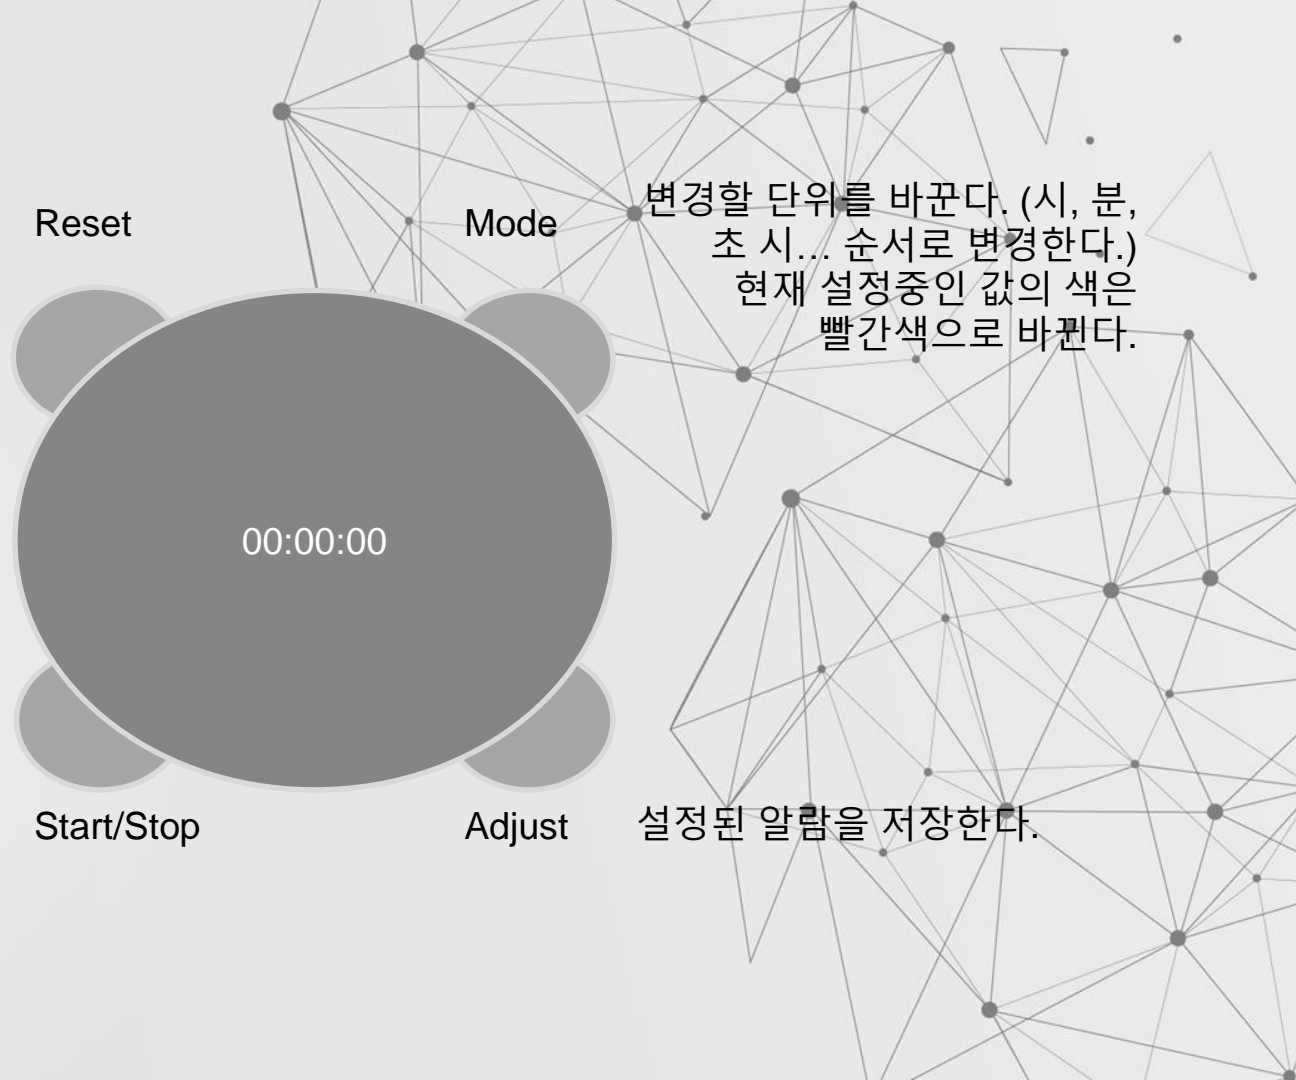 Reset
Mode
변경할 단위를 바꾼다. (시, 분,
초 시… 순서로 변경한다.)
현재 설정중인 값의 색은
빨간색으로 바뀐다.
00:00:00
Start/Stop
Adjust
설정된 알람을 저장한다.